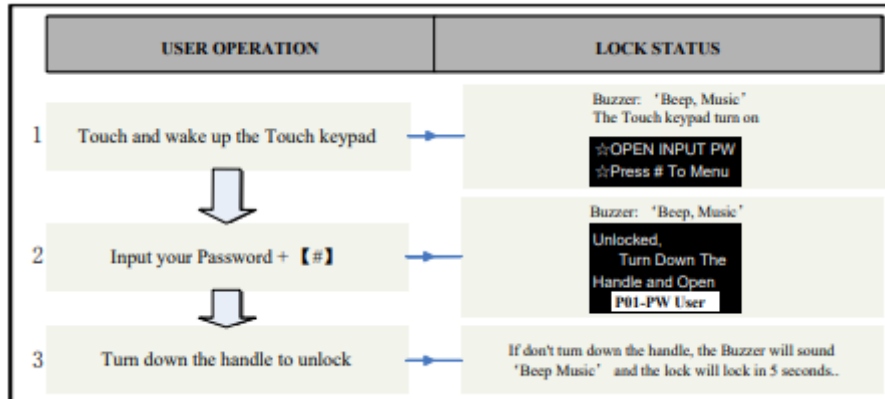 USER OPERATION
LOCK STATUS
1
Touch and wake up the Touch keypad
Buzzer: ‘Beep, Music’
The Touch keypad turn on
☆OPEN INPUT PW
☆Press # To Menu
2
Input your Password + 【#】
Buzzer: ‘Beep, Music’
Unlocked,
Turn Down The
Handle and Open
P01-PW User
3
Turn down the handle to unlock
If don't turn down the handle, the Buzzer will sound
‘Beep Music’ and the lock will lock in 5 seconds..